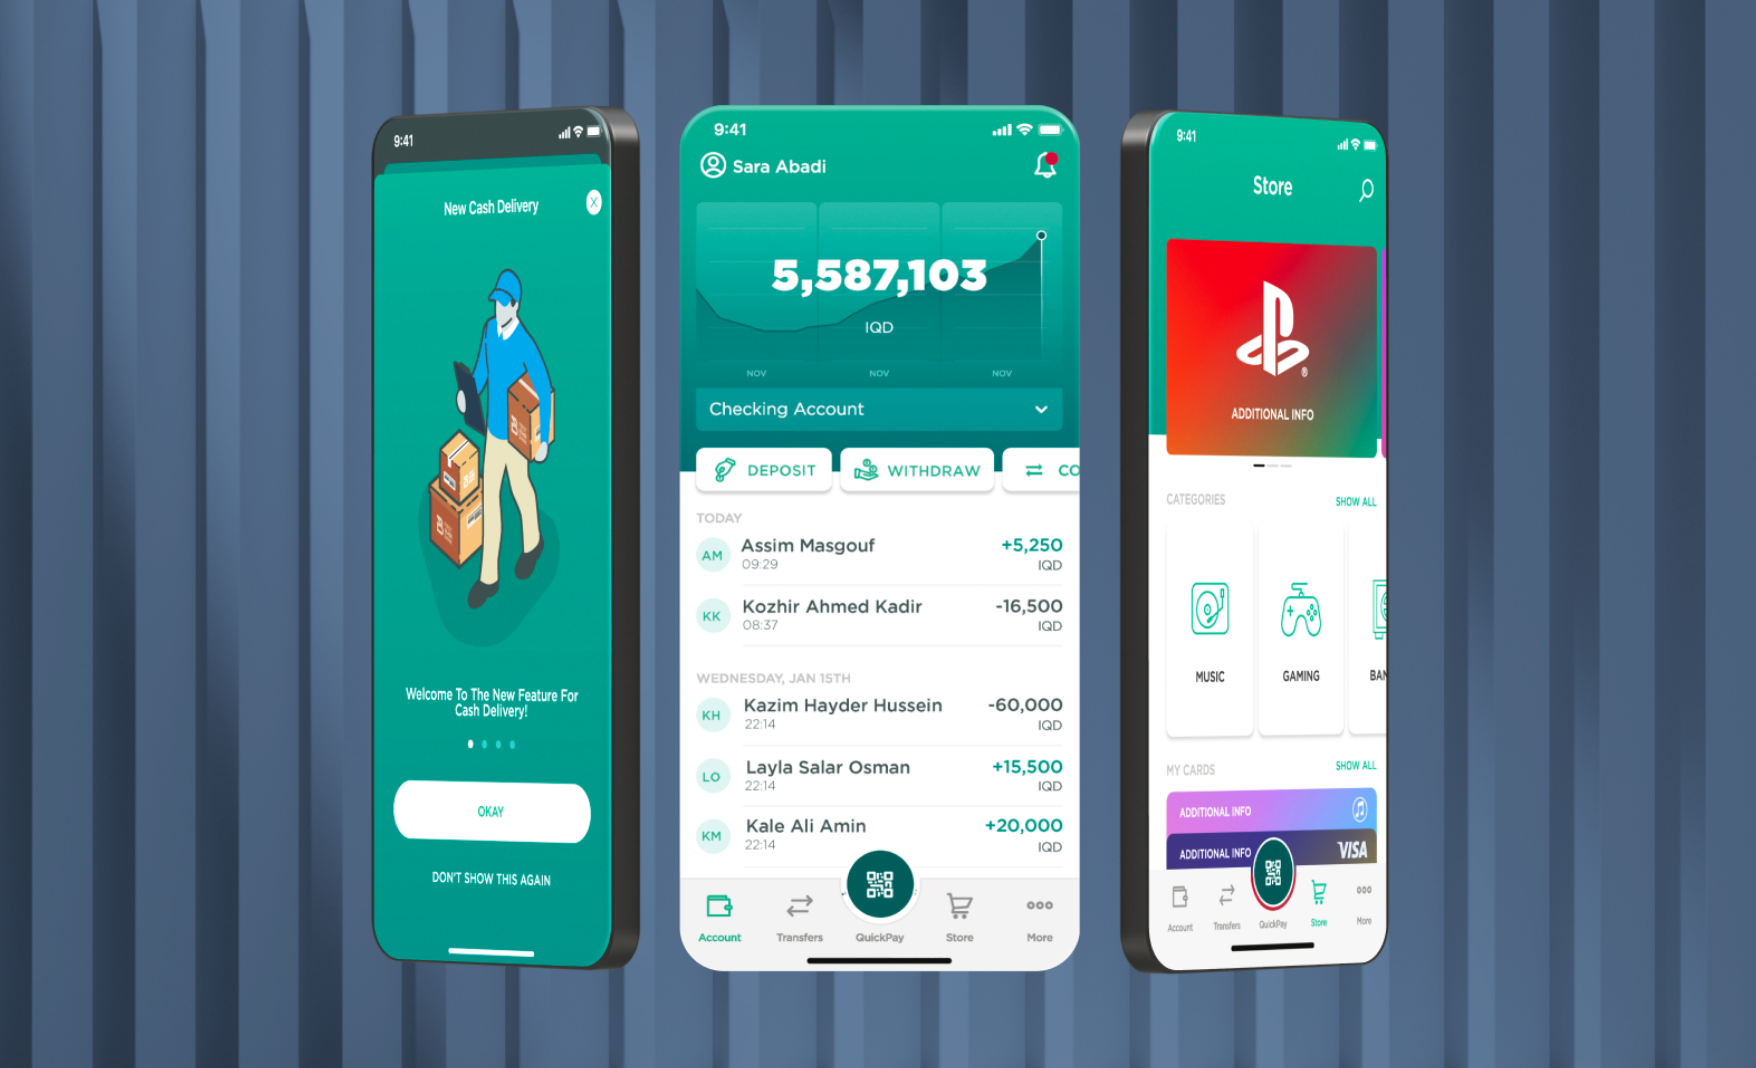 9:41
New Cash Delivery
Welcome To The New Feature For
Cash Delivery!
OKAY
DON'T SHOW THIS AGAIN
9:41
Sara Abadi
5,587,103
IQD
NOV NOV NOV
Checking Account
DEPOSIT WITHDRAW CO
TODAY
AM Assim Masgouf +5,250
09:29 IQD
KK Kozhir Ahmed Kadir -16,500
08:37 IQD
WEDNESDAY, JAN 15TH
KH Kazim Hayder Hussein -60,000
22:14 IQD
LO Layla Salar Osman +15,500
22:14 IQD
KM Kale Ali Amin +20,000
22:14 IQD
Account Transfers QuickPay Store More
9:41
Store
ADDITIONAL INFO
CATEGORIES SHOW ALL
MUSIC GAMING BAN
MY CARDS SHOW ALL
ADDITIONAL INFO
ADDITIONAL INFO VISA
Account Transfers QuickPay Store More